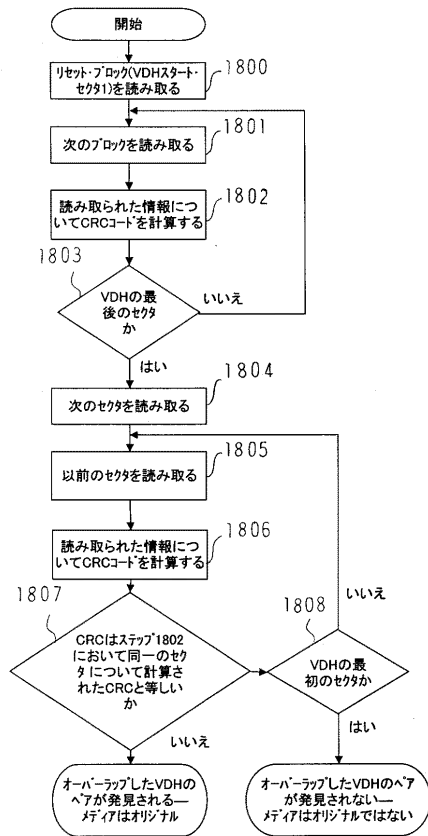 開始
リセット・ブロック(VDHスタート・
セクタ1)を読み取る
1800
次のブロックを読み取る
1801
読み取られた情報につ
いてCRCコードを計算する
1802
1803
VDHの最
後のセクタ
か
いいえ
はい
1804
次のセクタを読み取る
1805
以前のセクタを読み取る
1806
読み取られた情報につ
いてCRCコードを計算する
1807
CRCはステップ1802
において同一のセク
タについて計算さ
れたCRCと等しい
か
いいえ
1808
VDHの最
初のセクタか
いいえ
はい
オーバーラップしたVDHの
ペアが発見される―
メディアはオリジナル
オーバーラップしたVDHのペア
が発見されない―
メディアはオリジナルではない